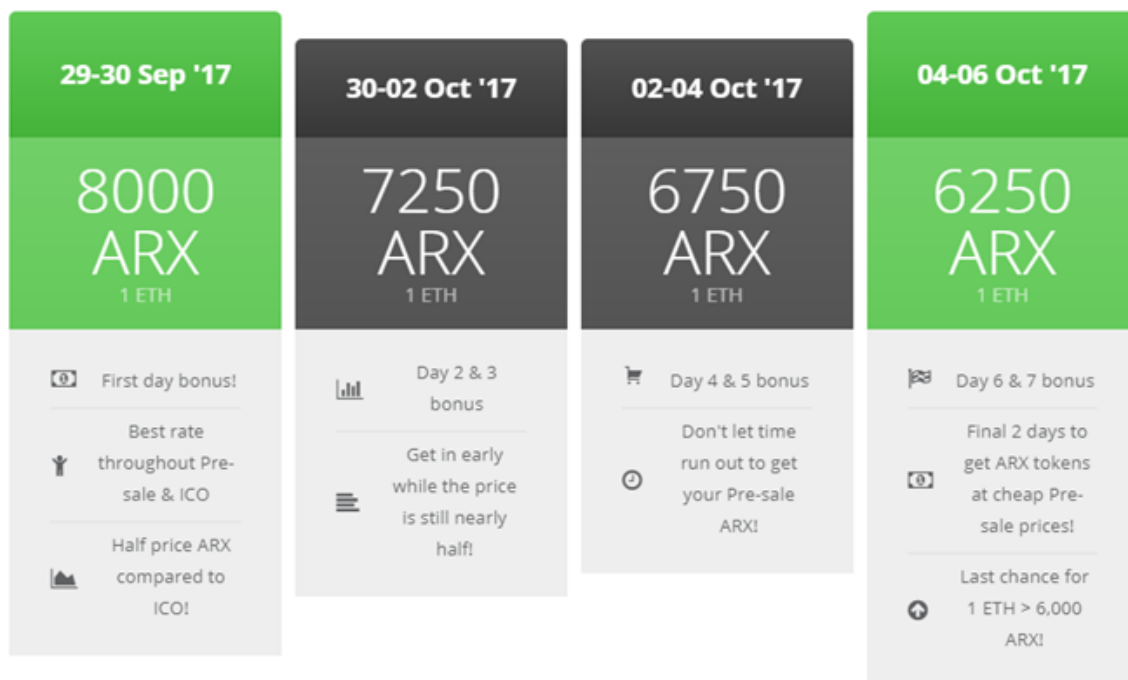 29-30 Sep '17
8000
ARX
1 ETH
First day bonus!
Best rate
throughout Pre-
sale & ICO
Half price ARX
compared to
ICO!
30-02 Oct '17
7250
ARX
1 ETH
Day 2 & 3
bonus
Get in early
while the price
is still nearly
half!
02-04 Oct '17
6750
ARX
1 ETH
Day 4 & 5 bonus
Don't let time
run out to get
your Pre-sale
ARX!
04-06 Oct '17
6250
ARX
1 ETH
Day 6 & 7 bonus
Final 2 days to
get ARX tokens
at cheap Pre-
sale prices!
Last chance for
1 ETH > 6,000
ARX!